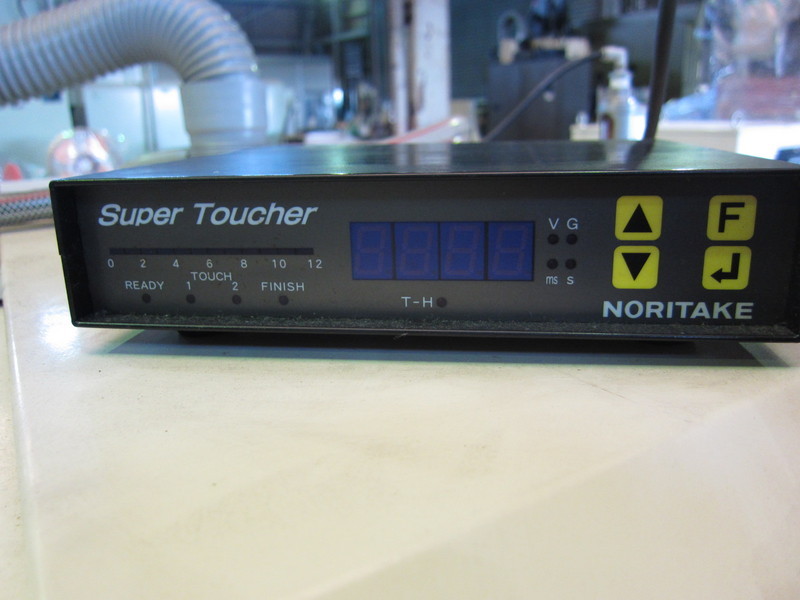 Super Toucher
0 2 4 6 8 10 12
TOUCH
READY 1 2 FINISH
T-H
V G
ms s
F
NORITAKE